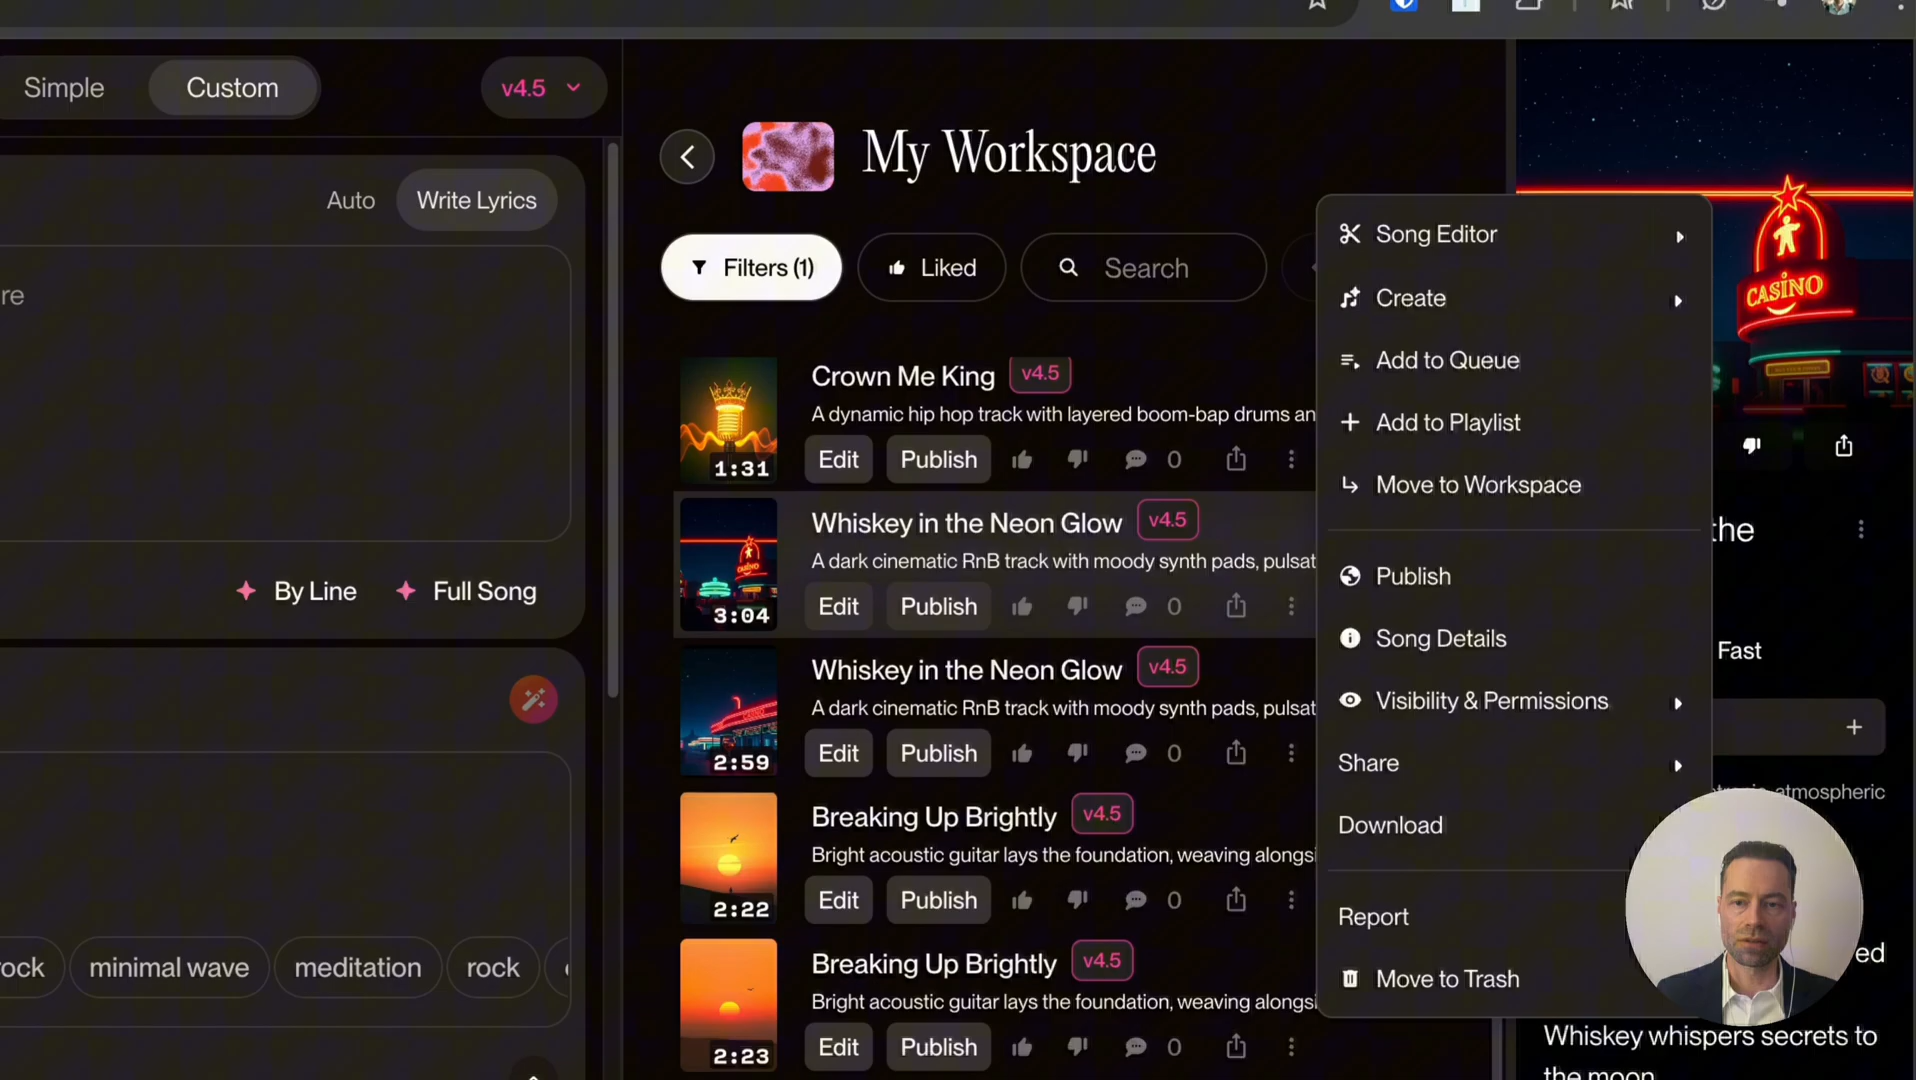 Simple
Custom
v4.5
Auto
Write Lyrics
re
By Line
Full Song
ock
minimal wave
meditation
rock
My Workspace
Filters (1)
Liked
Search
Crown Me King
v4.5
A dynamic hip hop track with layered boom-bap drums an
1:31
Edit
Publish
0
Whiskey in the Neon Glow
v4.5
A dark cinematic RnB track with moody synth pads, pulsat
3:04
Edit
Publish
0
Whiskey in the Neon Glow
v4.5
A dark cinematic RnB track with moody synth pads, pulsat
2:59
Edit
Publish
0
Breaking Up Brightly
v4.5
Bright acoustic guitar lays the foundation, weaving alongsi
2:22
Edit
Publish
0
Breaking Up Brightly
v4.5
Bright acoustic guitar lays the foundation, weaving alongsi
2:23
Edit
Publish
0
Song Editor
Create
Add to Queue
Add to Playlist
Move to Workspace
Publish
Song Details
Visibility & Permissions
Share
Download
Report
Move to Trash
CASINO
the
Fast
atmospheric
ed
Whiskey whispers secrets to
the moon